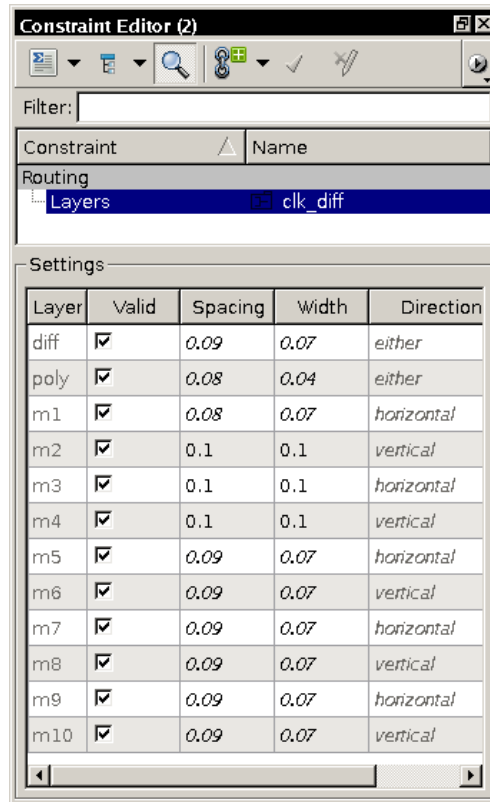 Constraint Editor (2)
Filter:
Constraint Name
Routing
Layers clk_diff
Settings
Layer Valid Spacing Width Direction
diff 0.09 0.07 either
poly 0.08 0.04 either
m1 0.08 0.07 horizontal
m2 0.1 0.1 vertical
m3 0.1 0.1 horizontal
m4 0.1 0.1 vertical
m5 0.09 0.07 horizontal
m6 0.09 0.07 vertical
m7 0.09 0.07 horizontal
m8 0.09 0.07 vertical
m9 0.09 0.07 horizontal
m10 0.09 0.07 vertical